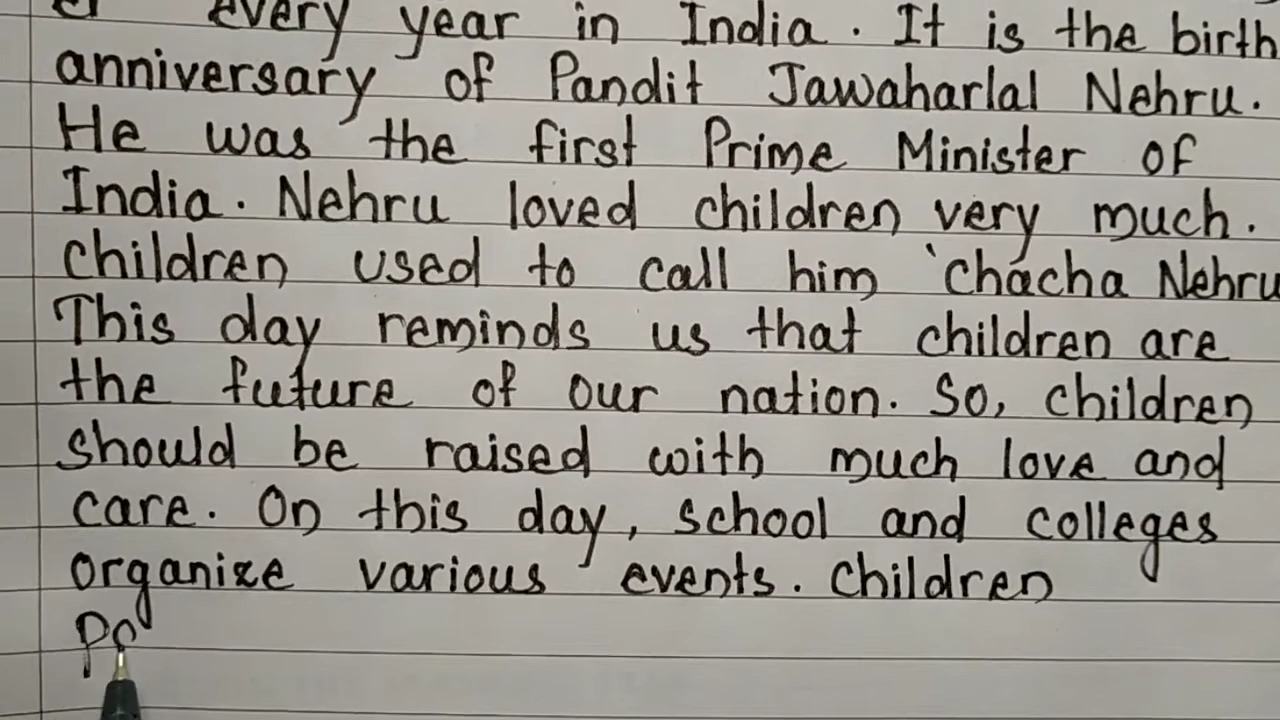 every year in India. It is the birth
anniversary of Pandit Jawaharlal Nehru.
He was the first Prime Minister of
India. Nehru loved children very much.
children used to call him 'Chacha Nehru
This day reminds us that children are
the future of our nation. So, children
should be raised with much love and
care. On this day, school and colleges
organize various events. Children